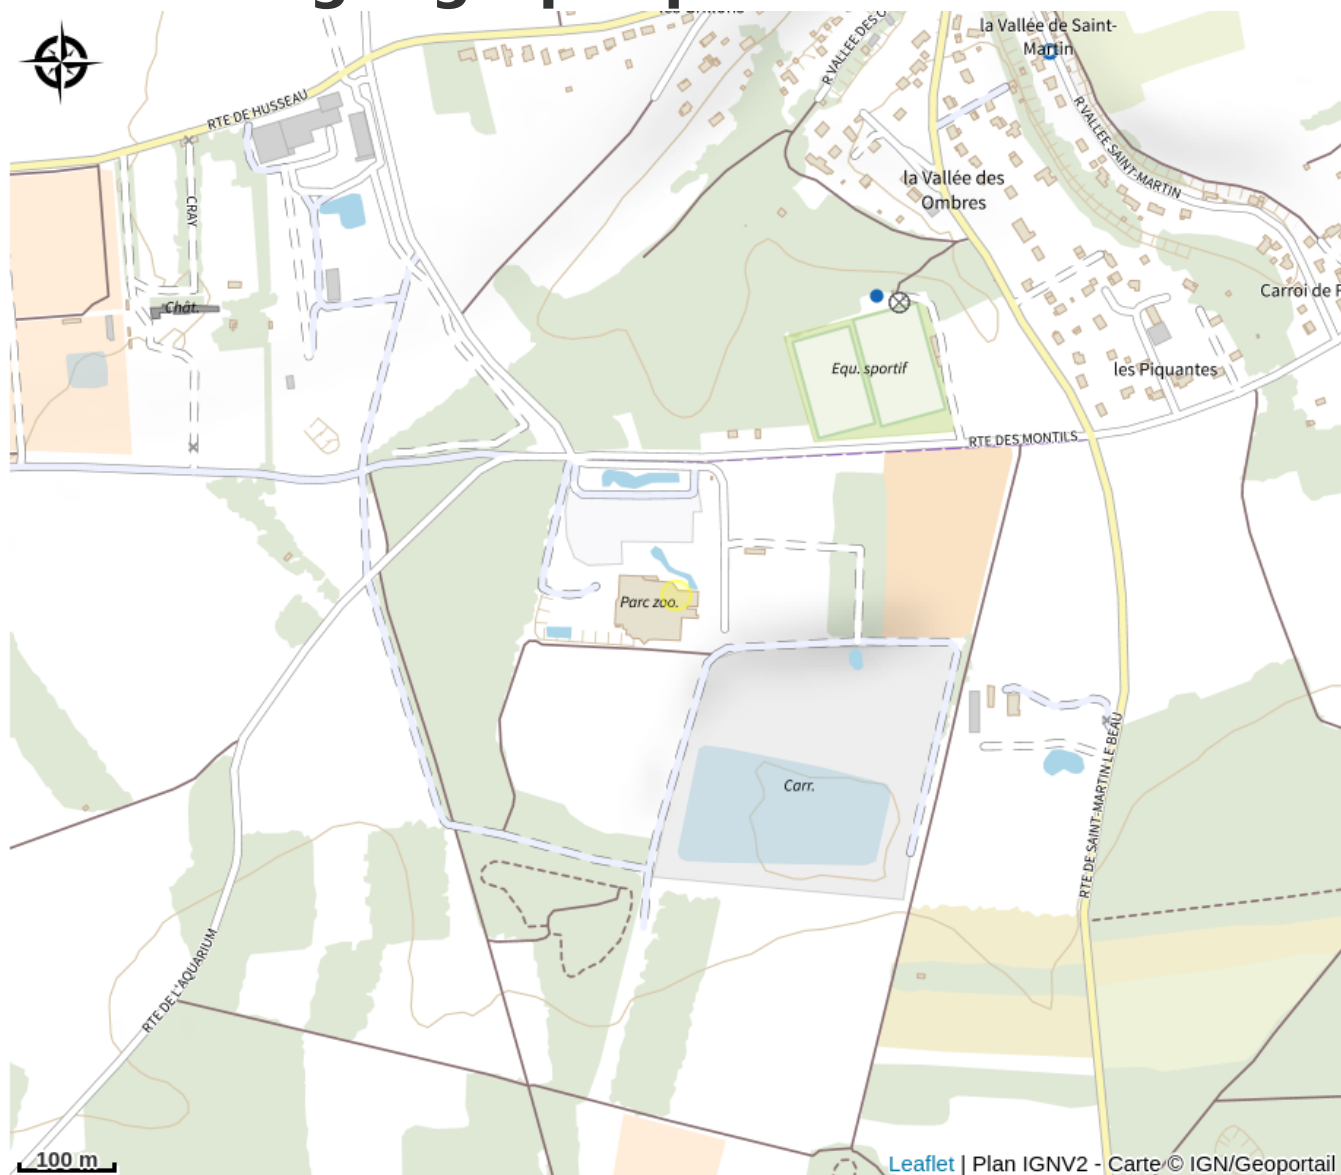 la Vallée de Saint-
Martin
R VALLEE DES
RTE DE HUSSEAU
R VALLEE SAINT-MARTIN
la Vallée des
Ombres
CRAY
Chât.
Carroi de
Equ. sportif
les Piquantes
RTE DES MONTILS
Parc zoo.
Carr.
RTE DE SAINT-MARTIN LE BEAU
RTE DE L'AQUARIUM
100 m
Leaflet | Plan IGNV2 - Carte © IGN/Geoportail